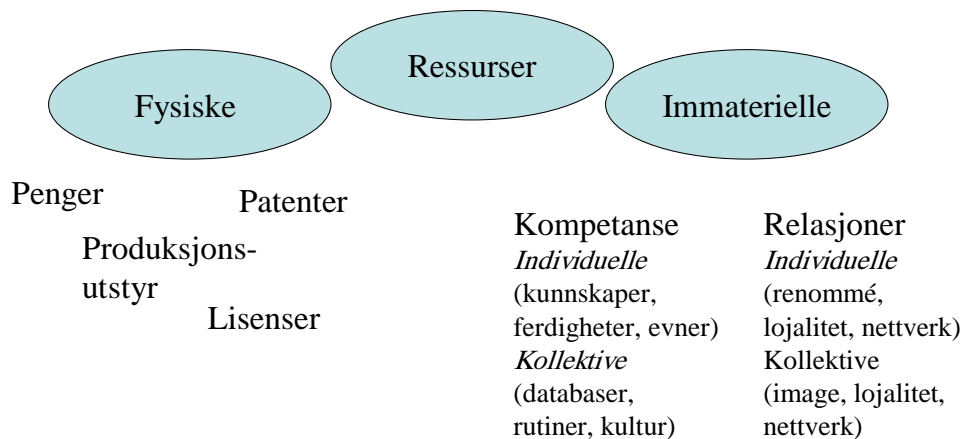 Ressurser
Fysiske
Immaterielle
Penger
Patenter
Produksjons-
utstyr
Lisenser
Kompetanse
Individuelle
(kunnskaper,
ferdigheter, evner)
Kollektive
(databaser,
rutiner, kultur)
Relasjoner
Individuelle
(renommé,
lojalitet, nettverk)
Kollektive
(image, lojalitet,
nettverk)